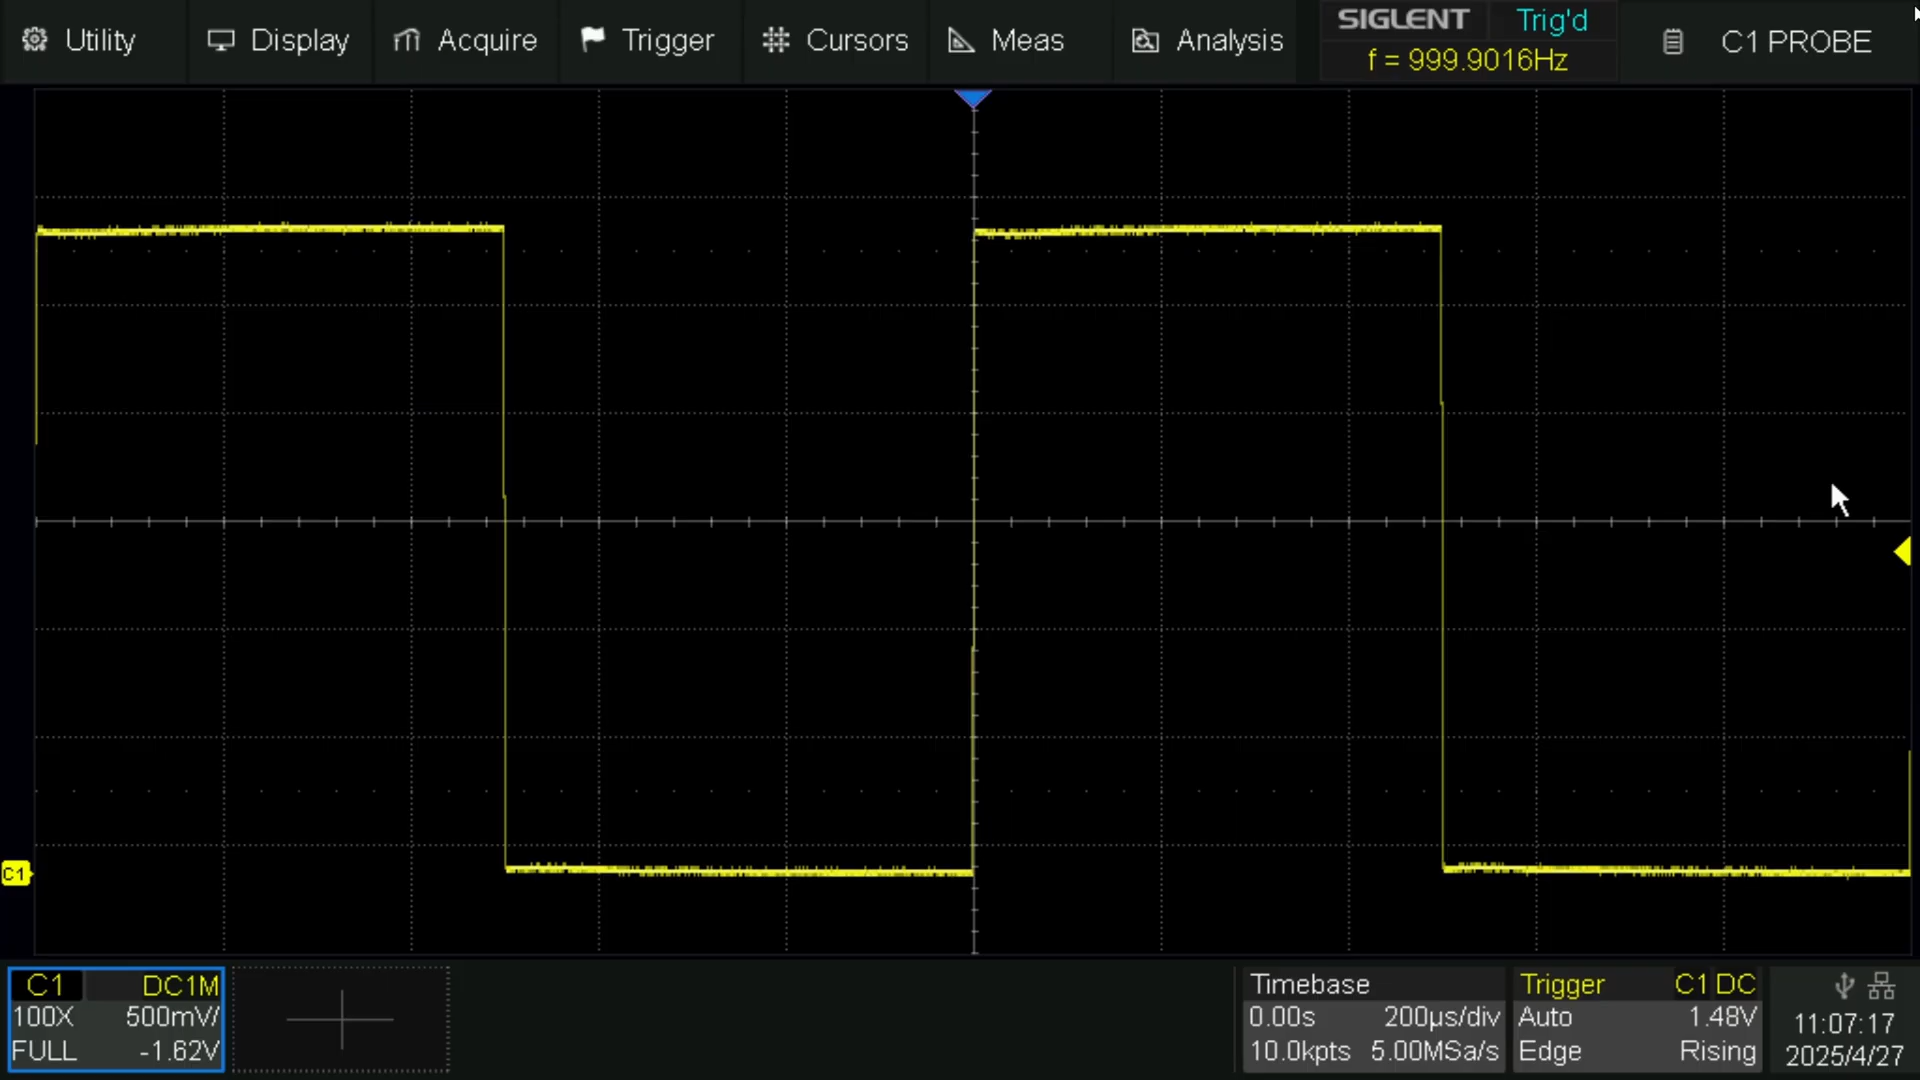 Utility
Display
Acquire
Trigger
Cursors
Meas
Analysis
SIGLENT
Trig'd
f = 999.9016Hz
C1 PROBE
C1
C1 DC1M
100X 500mV/
FULL -1.62V
Timebase
0.00s 200µs/div
10.0kpts 5.00MSa/s
Trigger C1 DC
Auto 1.48V
Edge Rising
11:07:17
2025/4/27